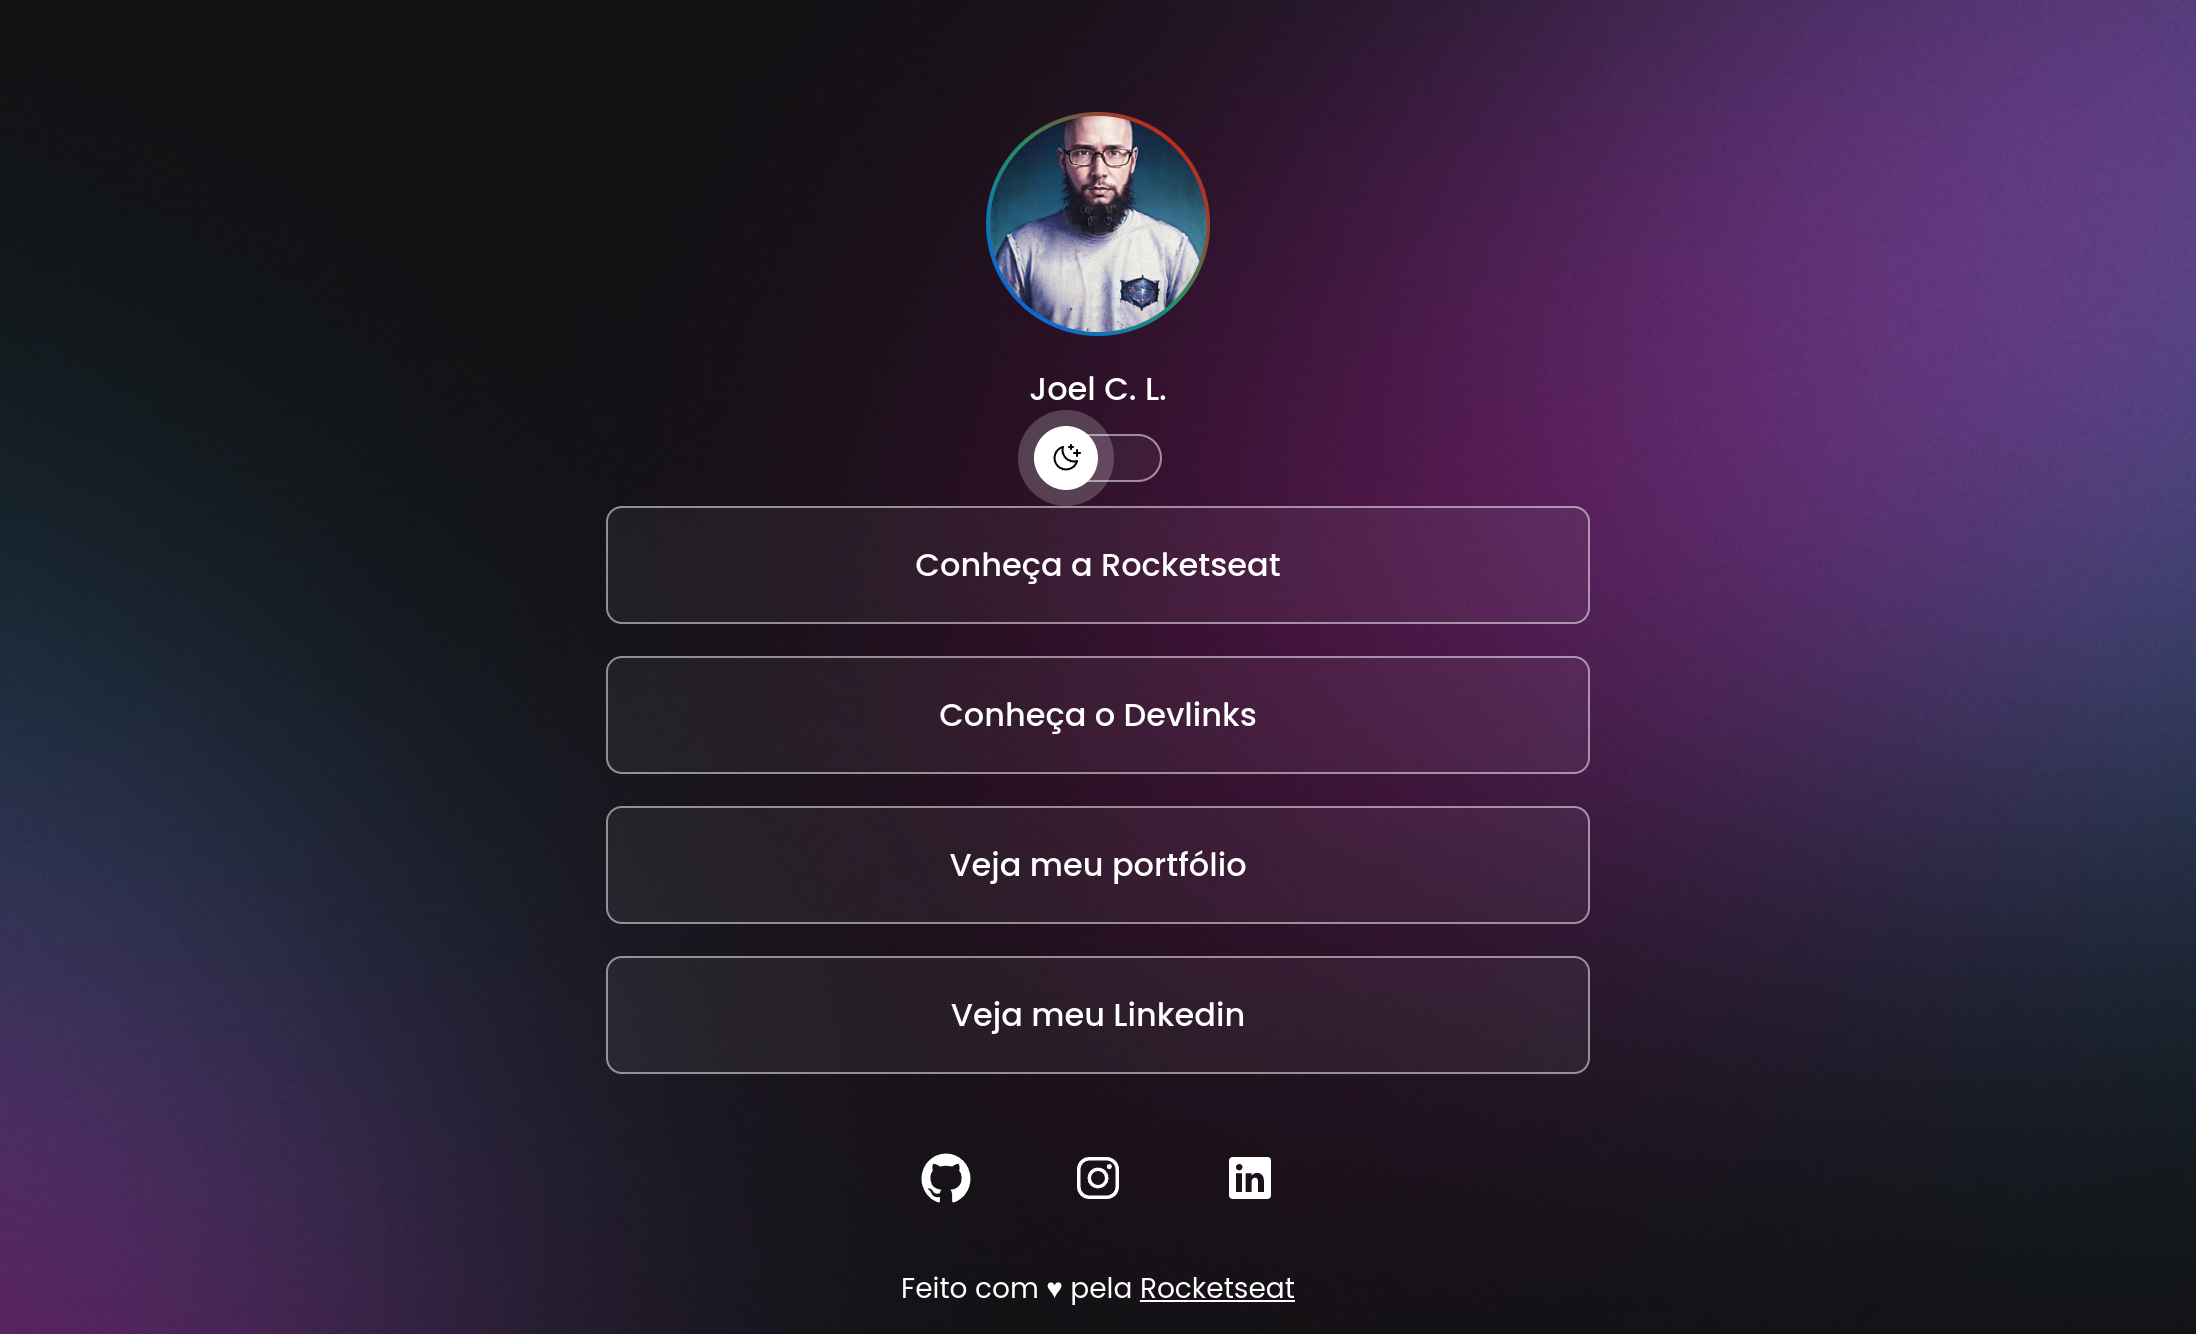 Joel C. L.
Conheça a Rocketseat
Conheça o Devlinks
Veja meu portfólio
Veja meu Linkedin
Feito com ♥ pela Rocketseat